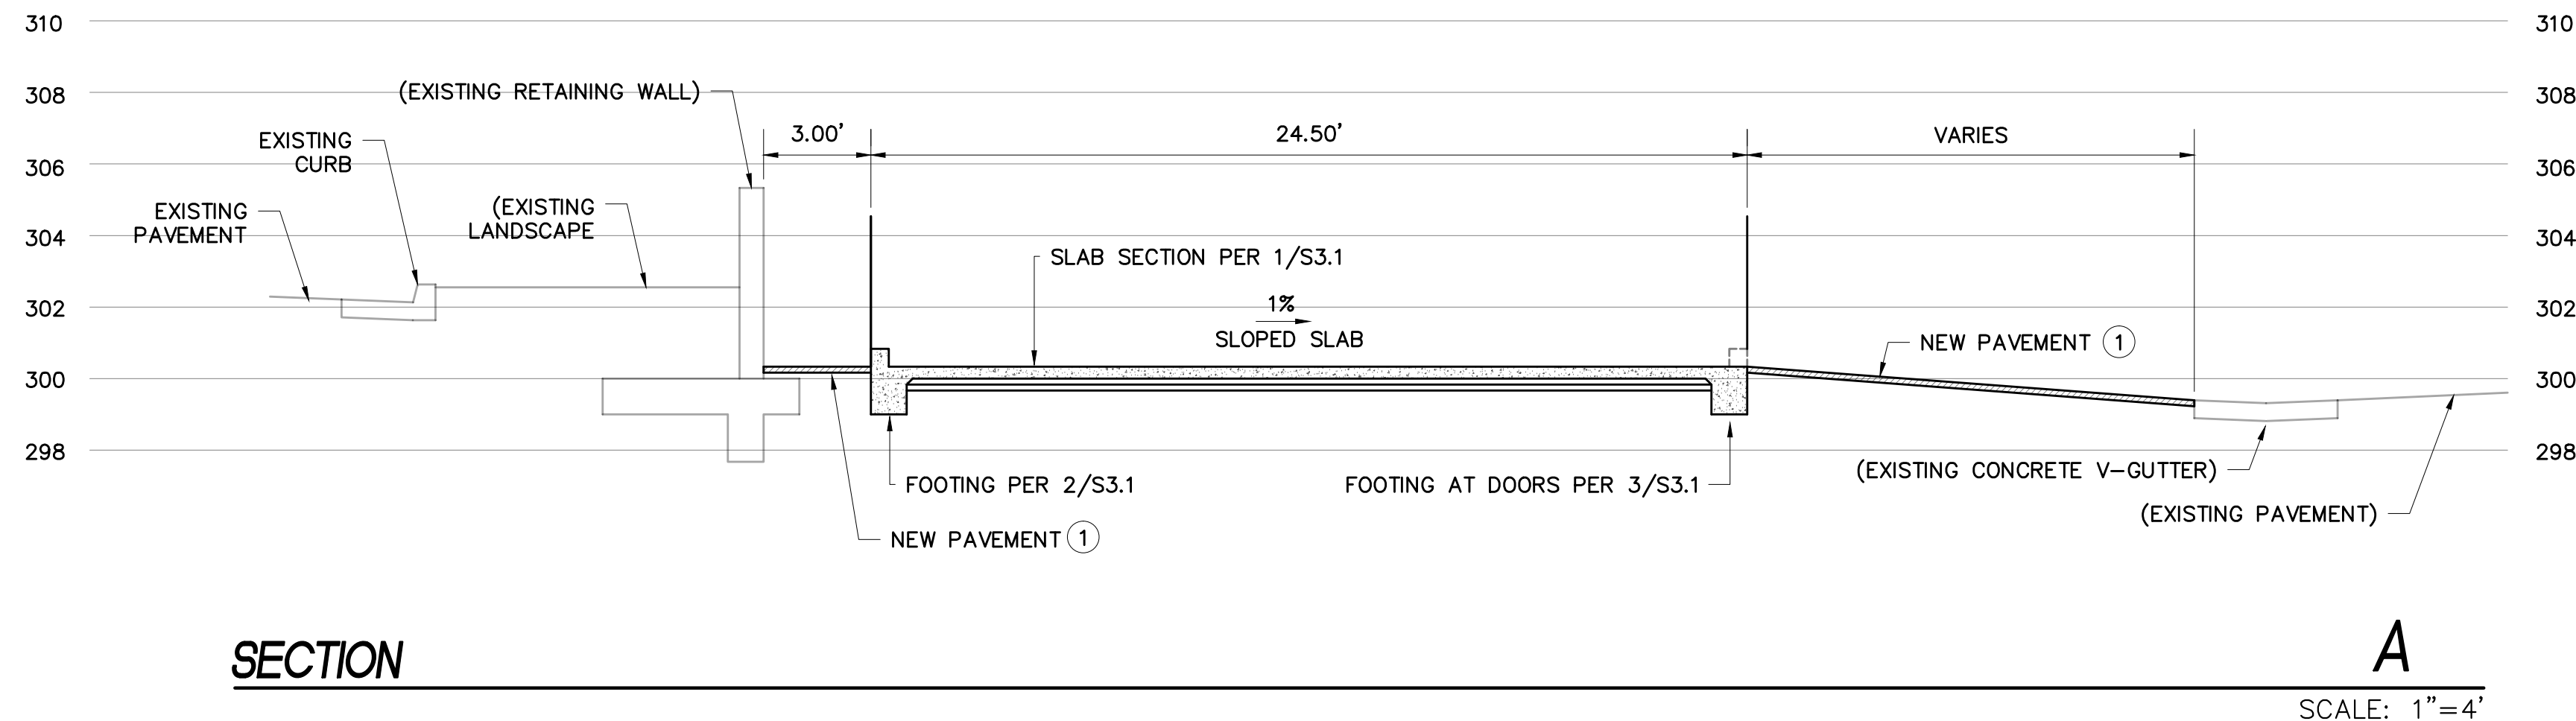 310
310
308
(EXISTING RETAINING WALL)
308
3.00'
24.50'
VARIES
EXISTING
CURB
306
306
EXISTING
PAVEMENT
(EXISTING
LANDSCAPE
304
304
SLAB SECTION PER 1/S3.1
302
1%
302
SLOPED SLAB
NEW PAVEMENT 1
300
300
298
298
FOOTING PER 2/S3.1
FOOTING AT DOORS PER 3/S3.1
(EXISTING CONCRETE V-GUTTER)
(EXISTING PAVEMENT)
NEW PAVEMENT 1
SECTION
A
SCALE: 1"=4'